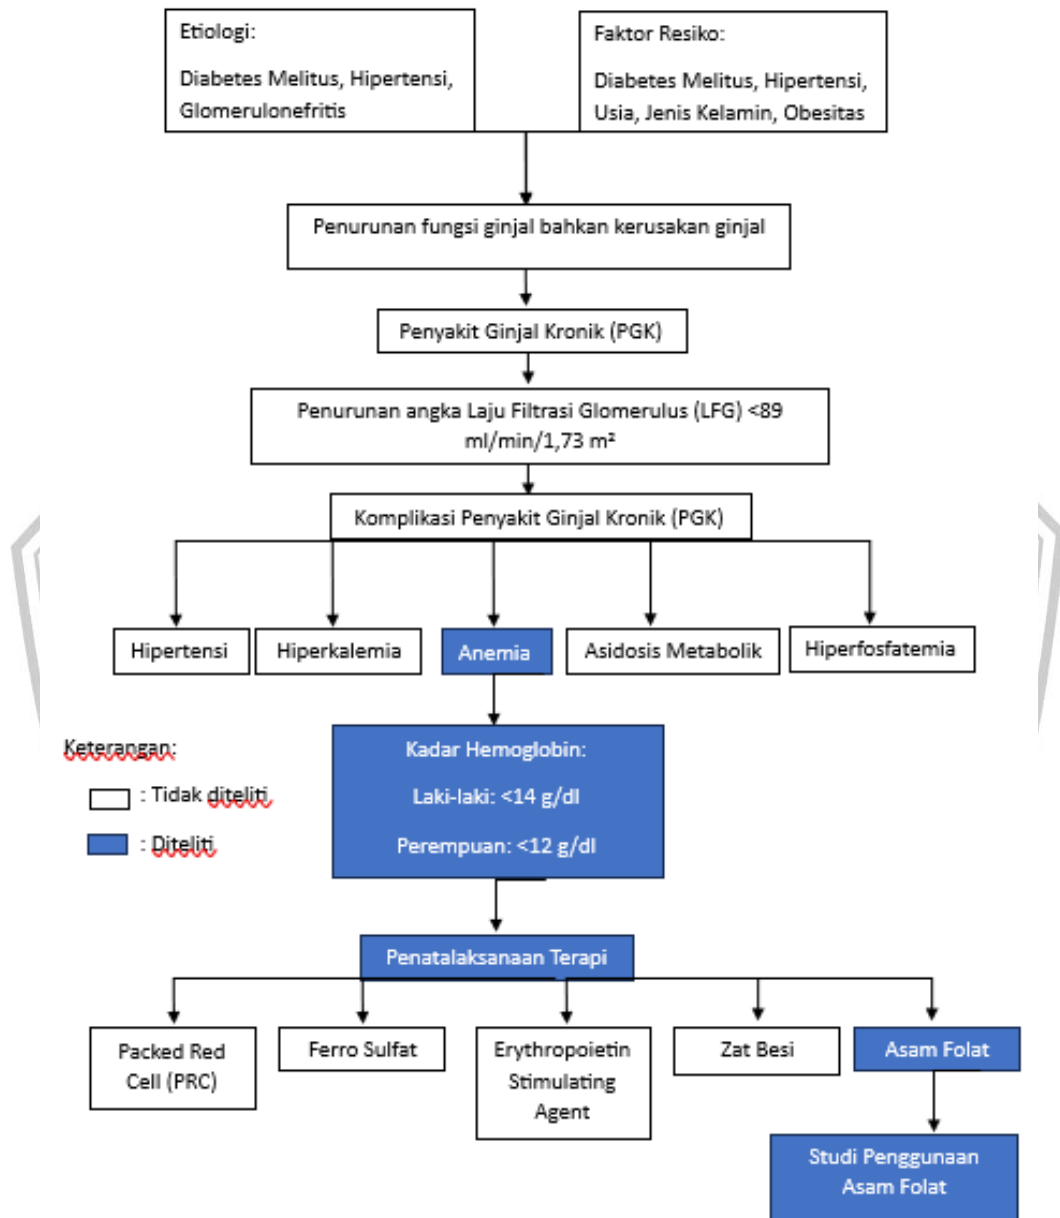 Etiologi:
Diabetes Melitus, Hipertensi,
Glomerulonefritis
Faktor Resiko:
Diabetes Melitus, Hipertensi,
Usia, Jenis Kelamin, Obesitas
Penurunan fungsi ginjal bahkan kerusakan ginjal
Penyakit Ginjal Kronik (PGK)
Penurunan angka Laju Filtrasi Glomerulus (LFG) <89
ml/min/1,73 m²
Komplikasi Penyakit Ginjal Kronik (PGK)
Hipertensi
Hiperkalemia
Anemia
Asidosis Metabolik
Hiperfosfatemia
Keterangan:
: Tidak diteliti
: Diteliti
Kadar Hemoglobin:
Laki-laki: <14 g/dl
Perempuan: <12 g/dl
Penatalaksanaan Terapi
Packed Red
Cell (PRC)
Ferro Sulfat
Erythropoietin
Stimulating
Agent
Zat Besi
Asam Folat
Studi Penggunaan
Asam Folat